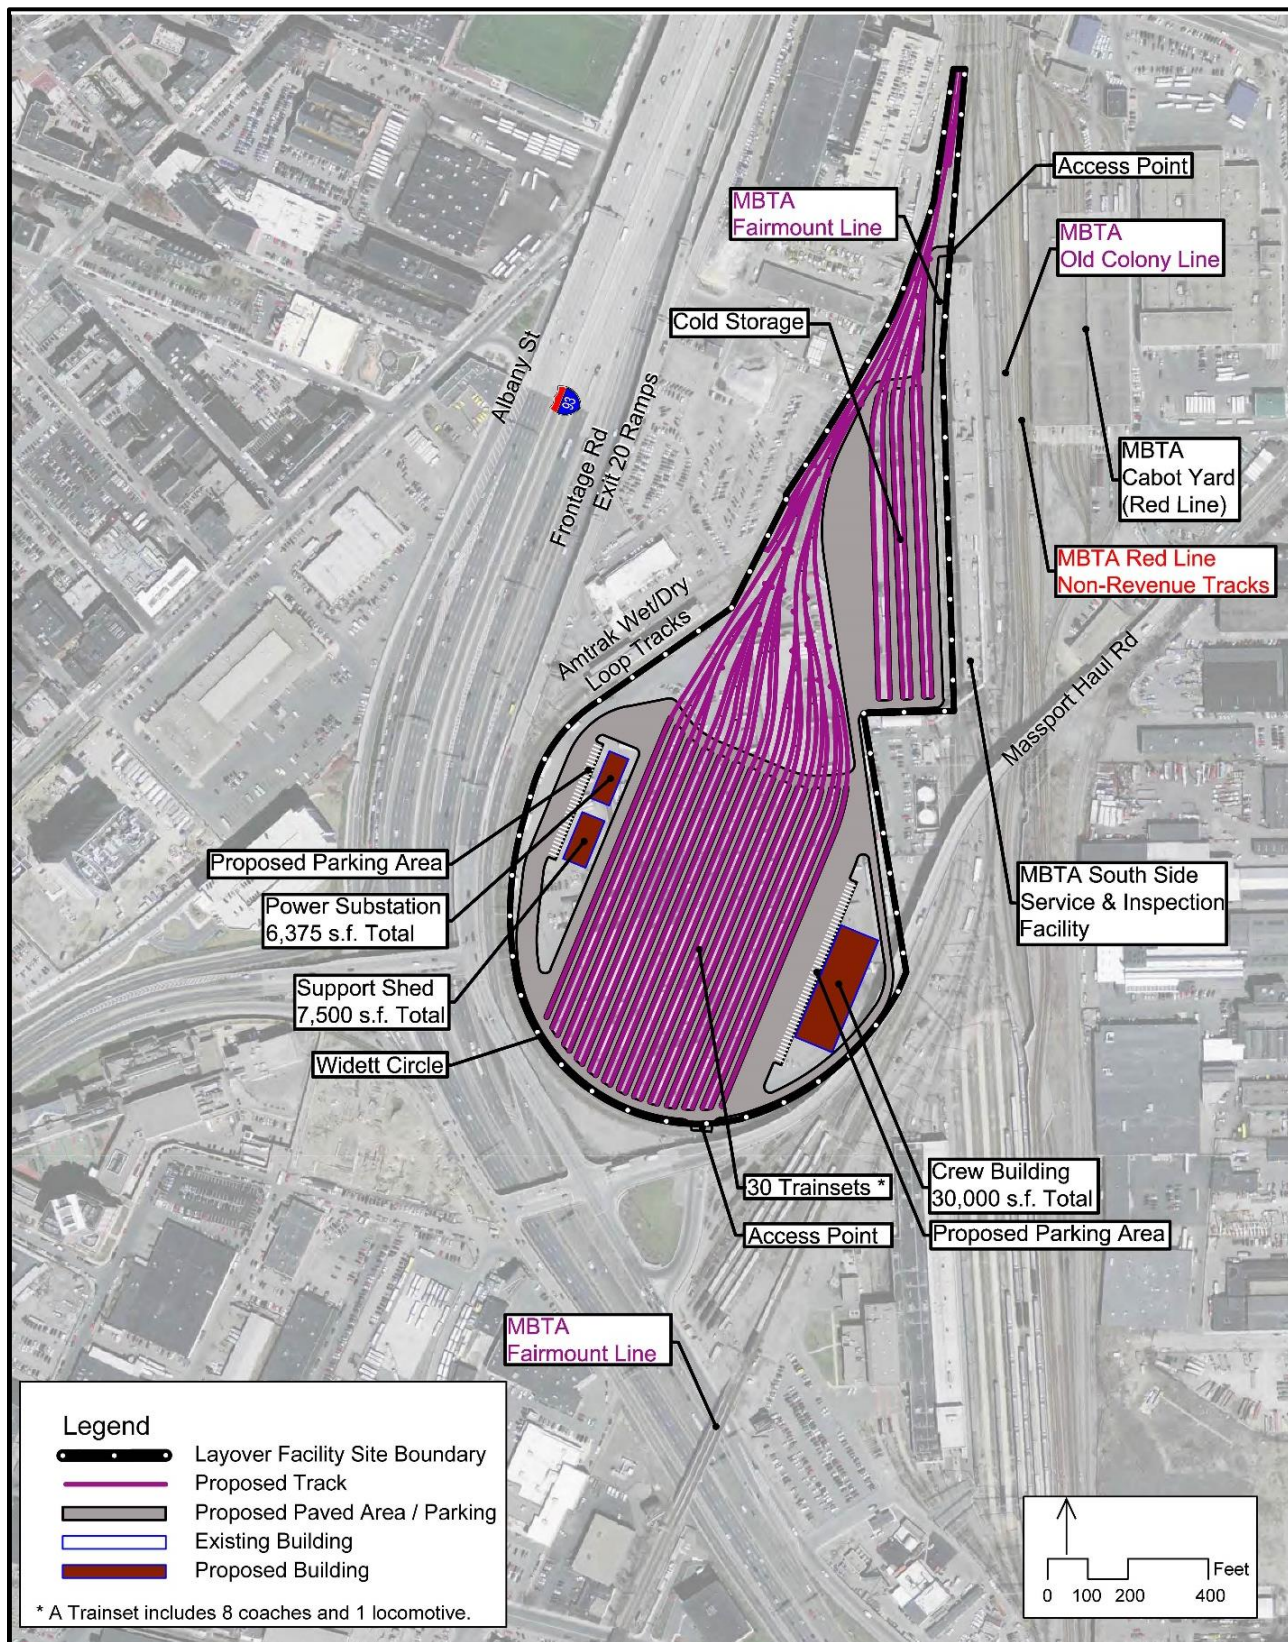 Access Point
MBTA
Fairmount Line
MBTA
Old Colony Line
Cold Storage
Albany St
93
Frontage Rd
Exit 20 Ramps
MBTA
Cabot Yard
(Red Line)
MBTA Red Line
Non-Revenue Tracks
Amtrak Wet/Dry
Loop Tracks
Massport Haul Rd
Proposed Parking Area
Power Substation
6,375 s.f. Total
MBTA South Side
Service & Inspection
Facility
Support Shed
7,500 s.f. Total
Widett Circle
30 Trainsets *
Crew Building
30,000 s.f. Total
Access Point
Proposed Parking Area
MBTA
Fairmount Line
Legend
Layover Facility Site Boundary
Proposed Track
Proposed Paved Area / Parking
Existing Building
Proposed Building
* A Trainset includes 8 coaches and 1 locomotive.
Feet
0 100 200 400